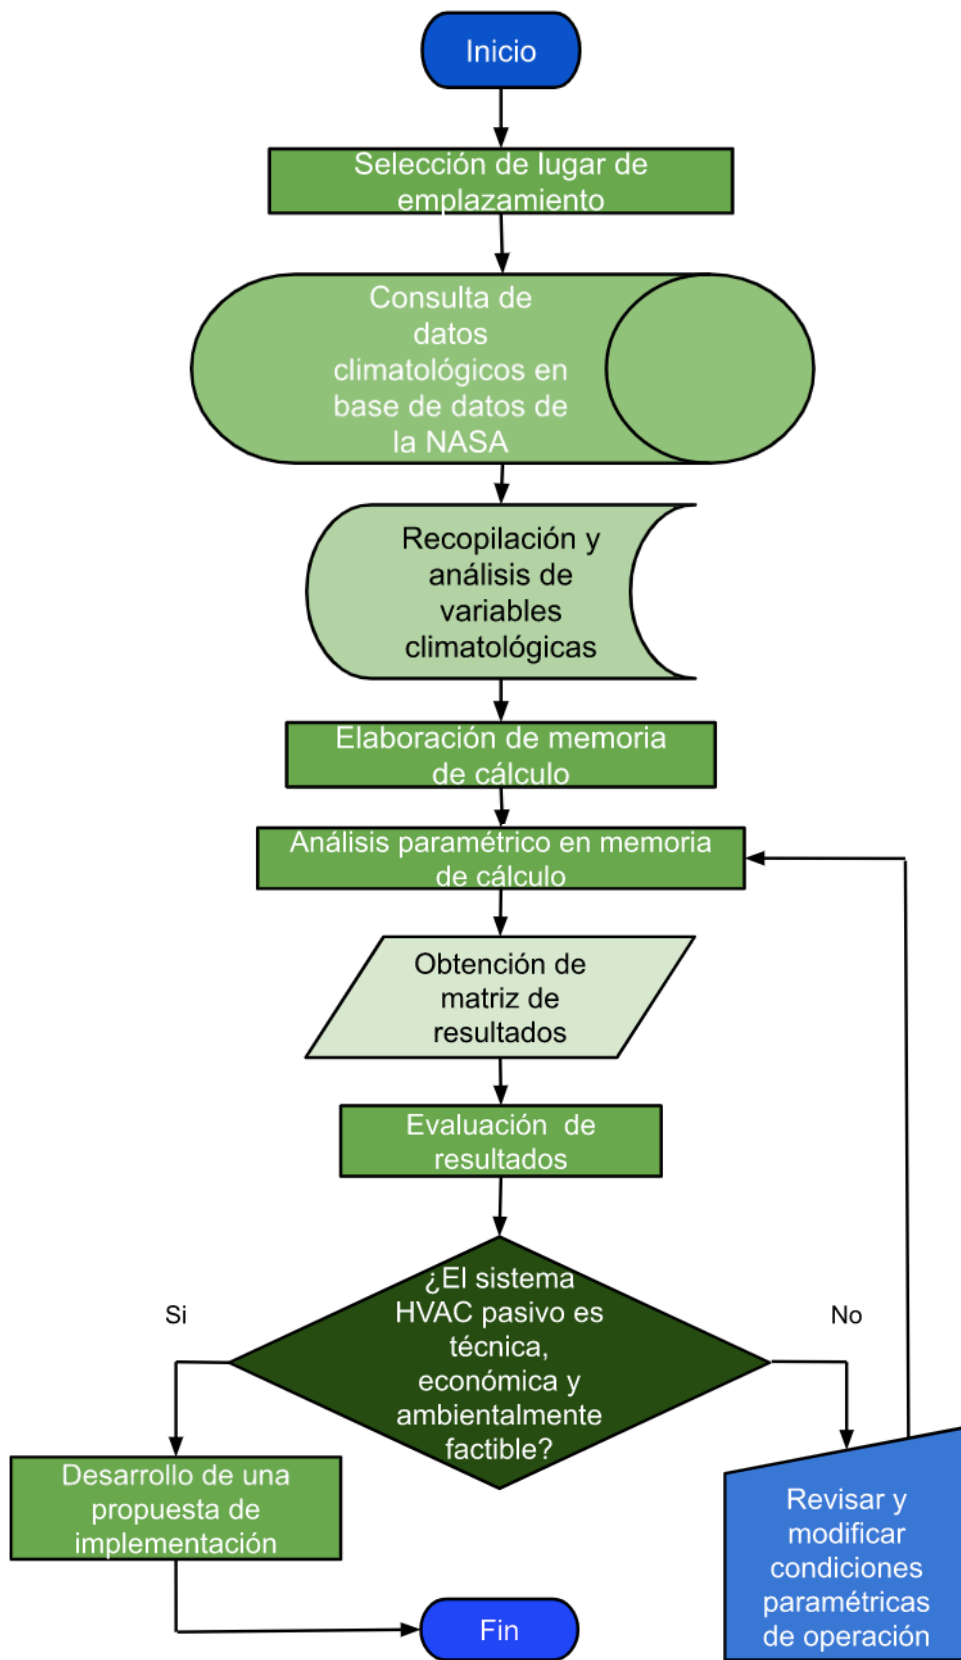 Inicio
Selección de lugar de
emplazamiento
Consulta de
datos
climatológicos en
base de datos de
la NASA
Recopilación y
análisis de
variables
climatológicas
Elaboración de memoria
de cálculo
Análisis paramétrico en memoria
de cálculo
Obtención de
matriz de
resultados
Evaluación  de
resultados
¿El sistema
HVAC pasivo es
técnica,
económica y
ambientalmente
factible?
Si
No
Desarrollo de una
propuesta de
implementación
Revisar y
modificar
condiciones
paramétricas
de operación
Fin